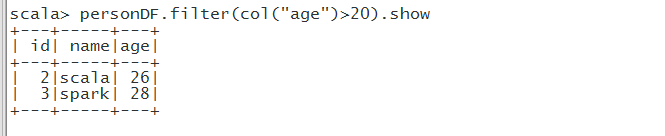 scala> personDF.filter(col("age")>20).show
+---+-----+---+
| id| name|age|
+---+-----+---+
|  2|scala| 26|
|  3|spark| 28|
+---+-----+---+